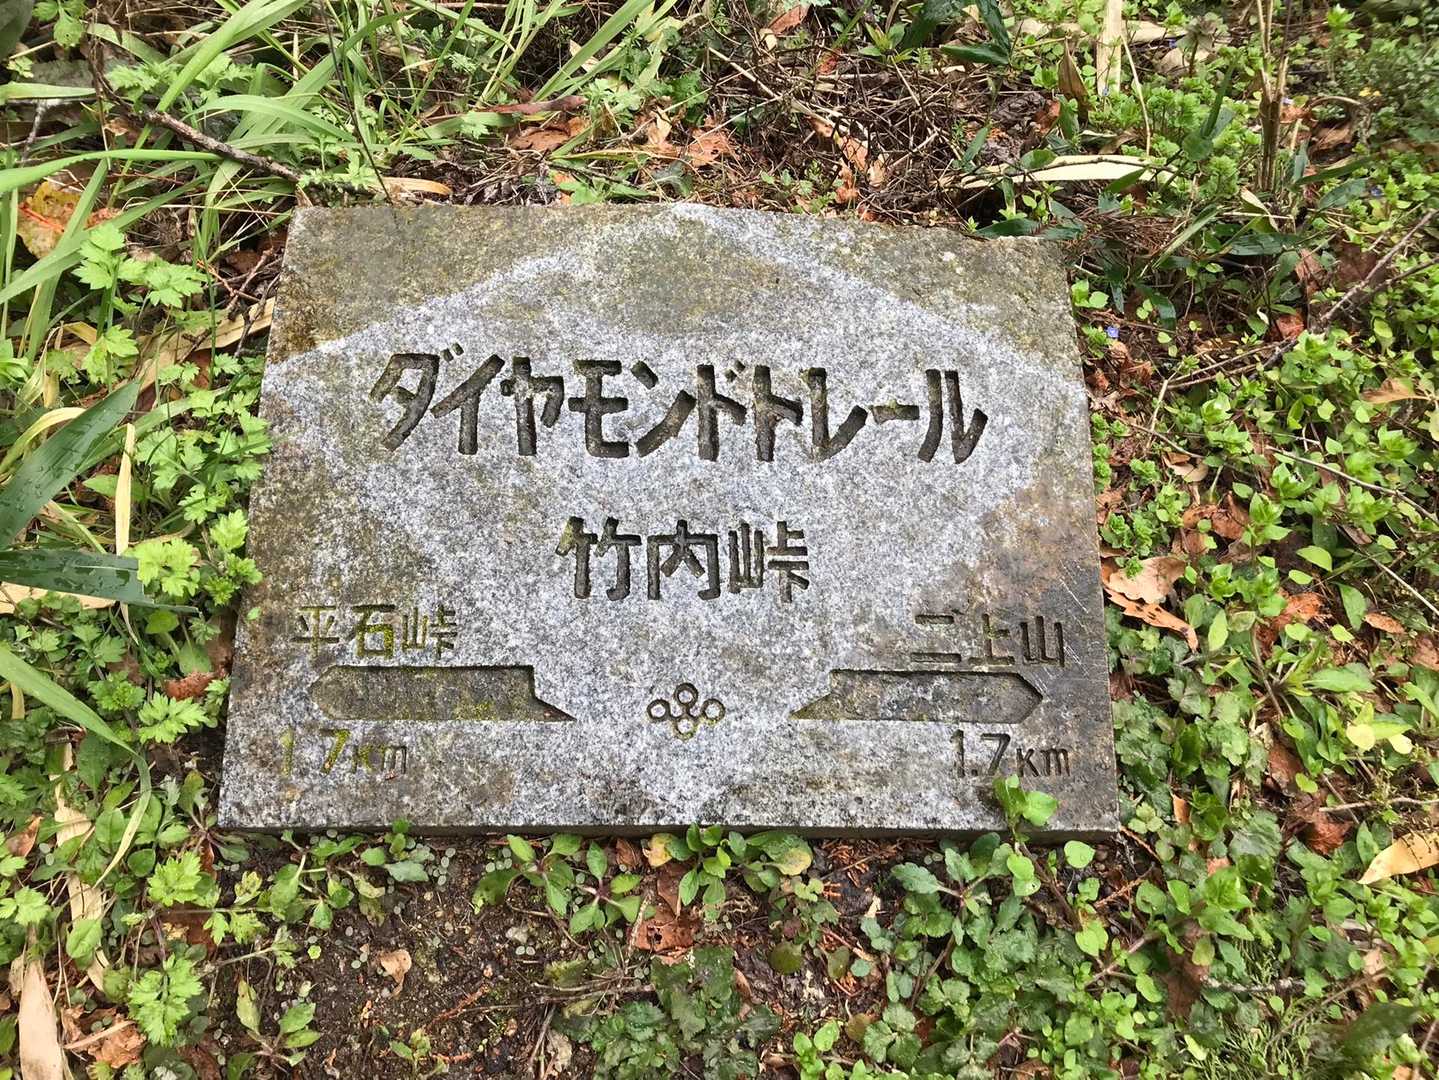 ダイヤモンドトレール
竹内峠
平石峠
二上山
1.7km
1.7km